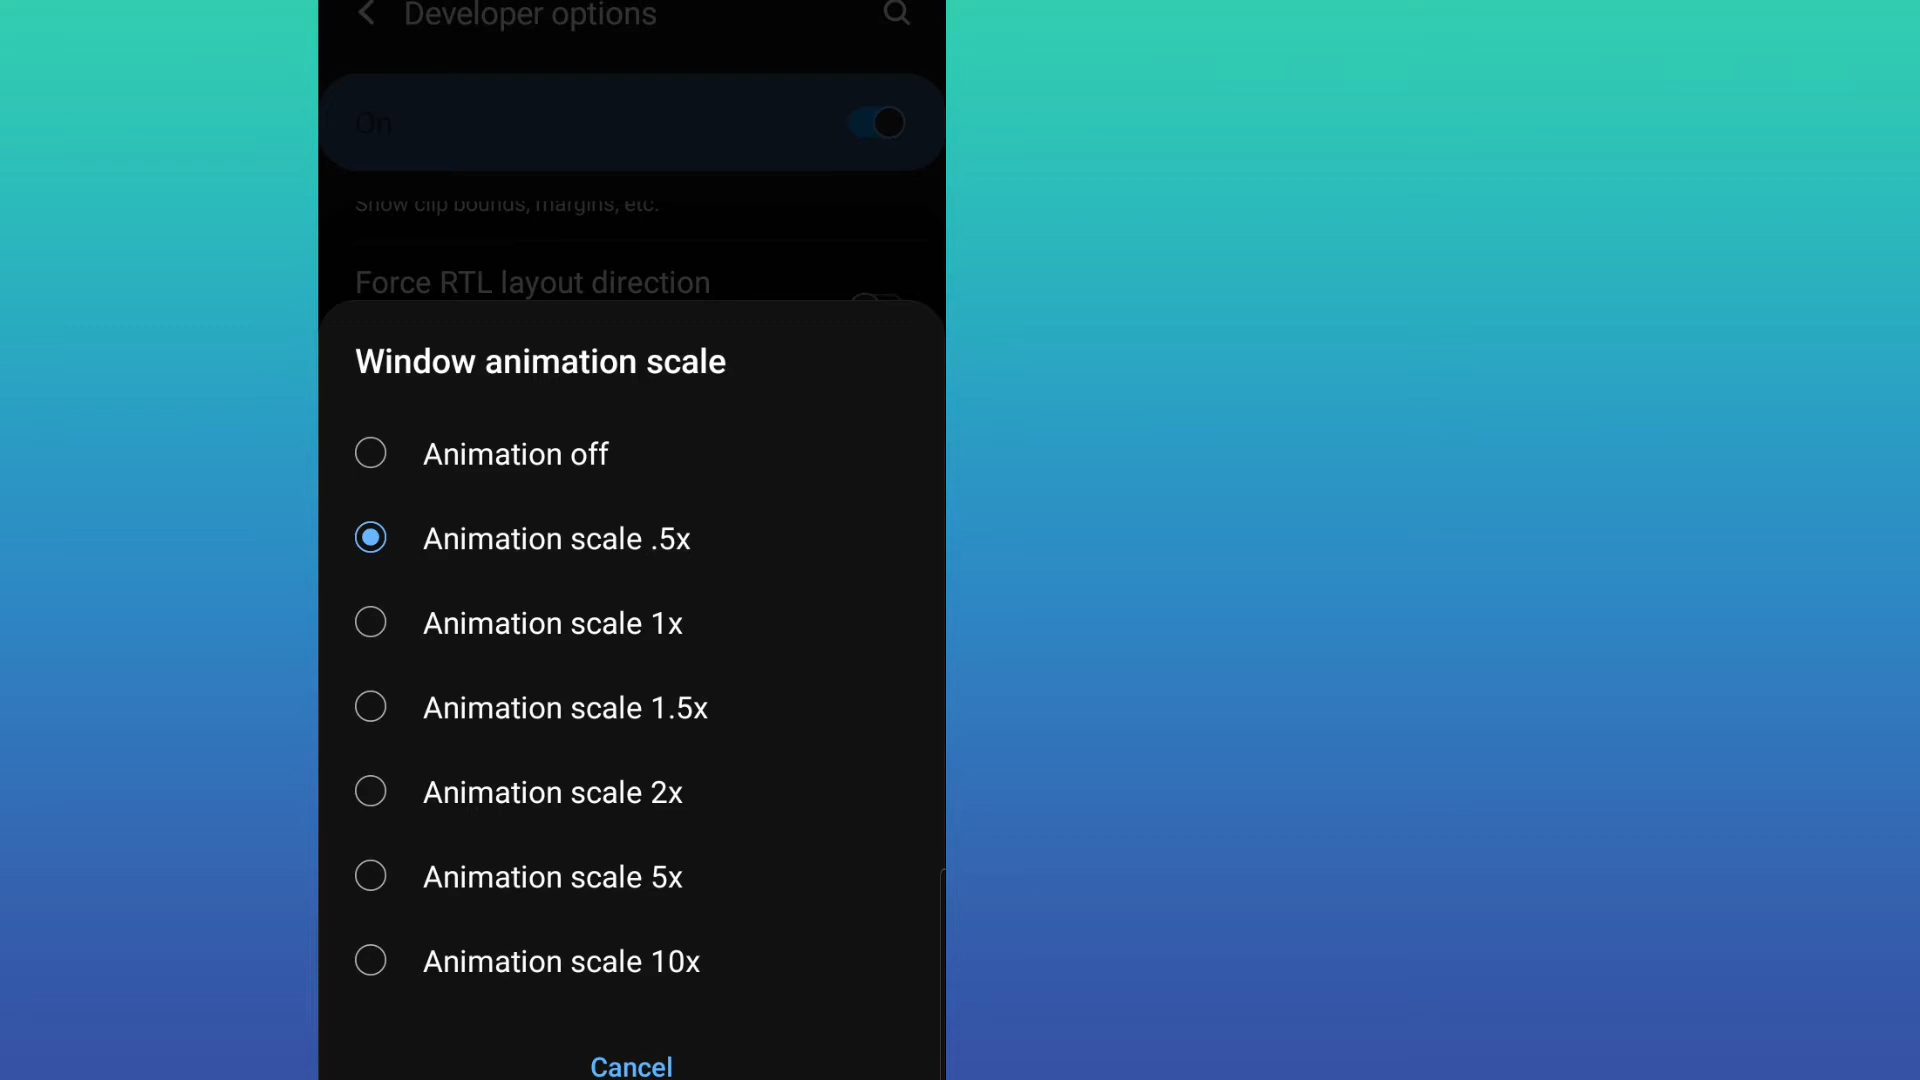 Developer options
On
Show clip bounds, margins, etc.
Force RTL layout direction
Window animation scale
Animation off
Animation scale .5x
Animation scale 1x
Animation scale 1.5x
Animation scale 2x
Animation scale 5x
Animation scale 10x
Cancel